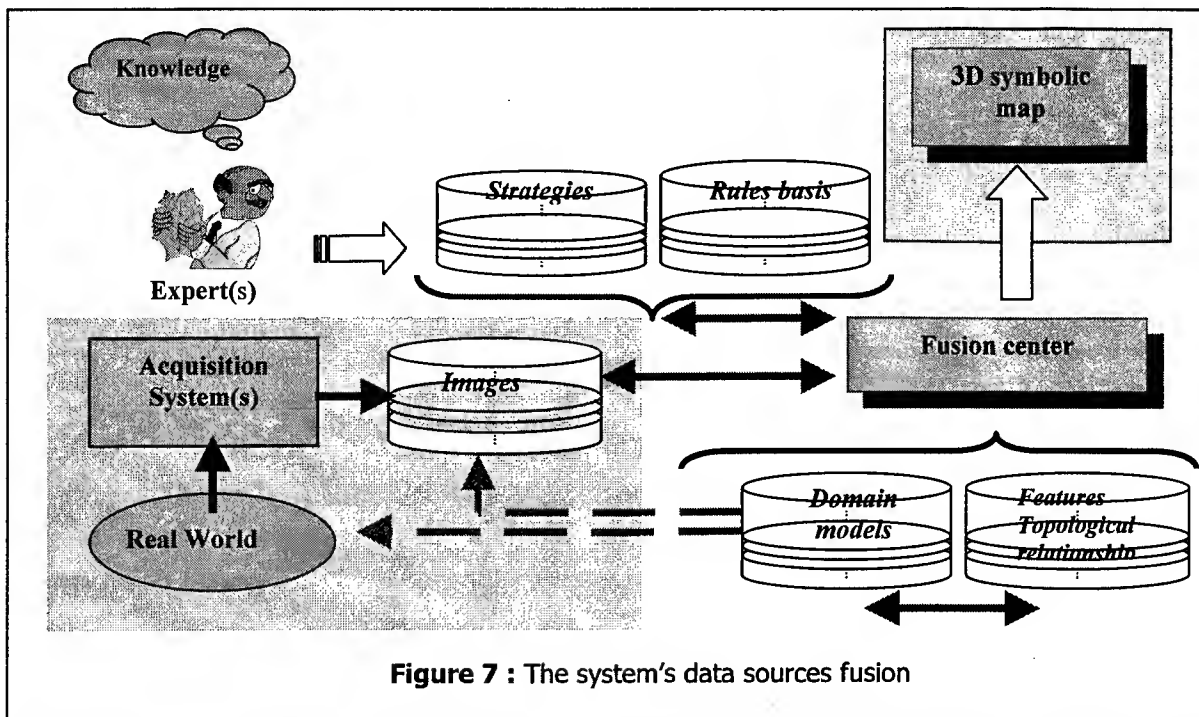 Knowledge
3D symbolic
map
Strategies
Rules basis
Expert(s)
Acquisition
System(s)
Images
Fusion center
Real World
Domain
models
Features
Topological
relationship
Figure 7 : The system's data sources fusion